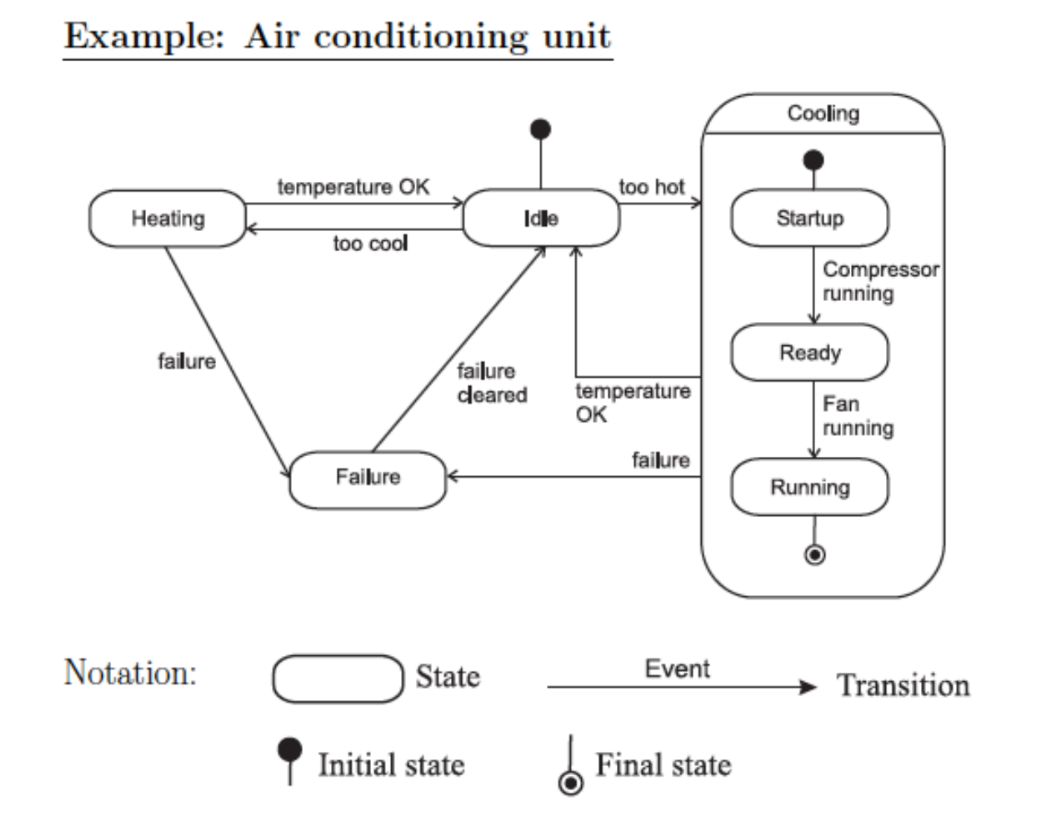 Example: Air conditioning unit
Cooling
temperature OK
too hot
Heating
Idle
Startup
too cool
Compressor
running
Ready
failure
failure
cleared
temperature
OK
Fan
running
failure
Failure
Running
Notation:
State
Event
Transition
Initial state
Final state